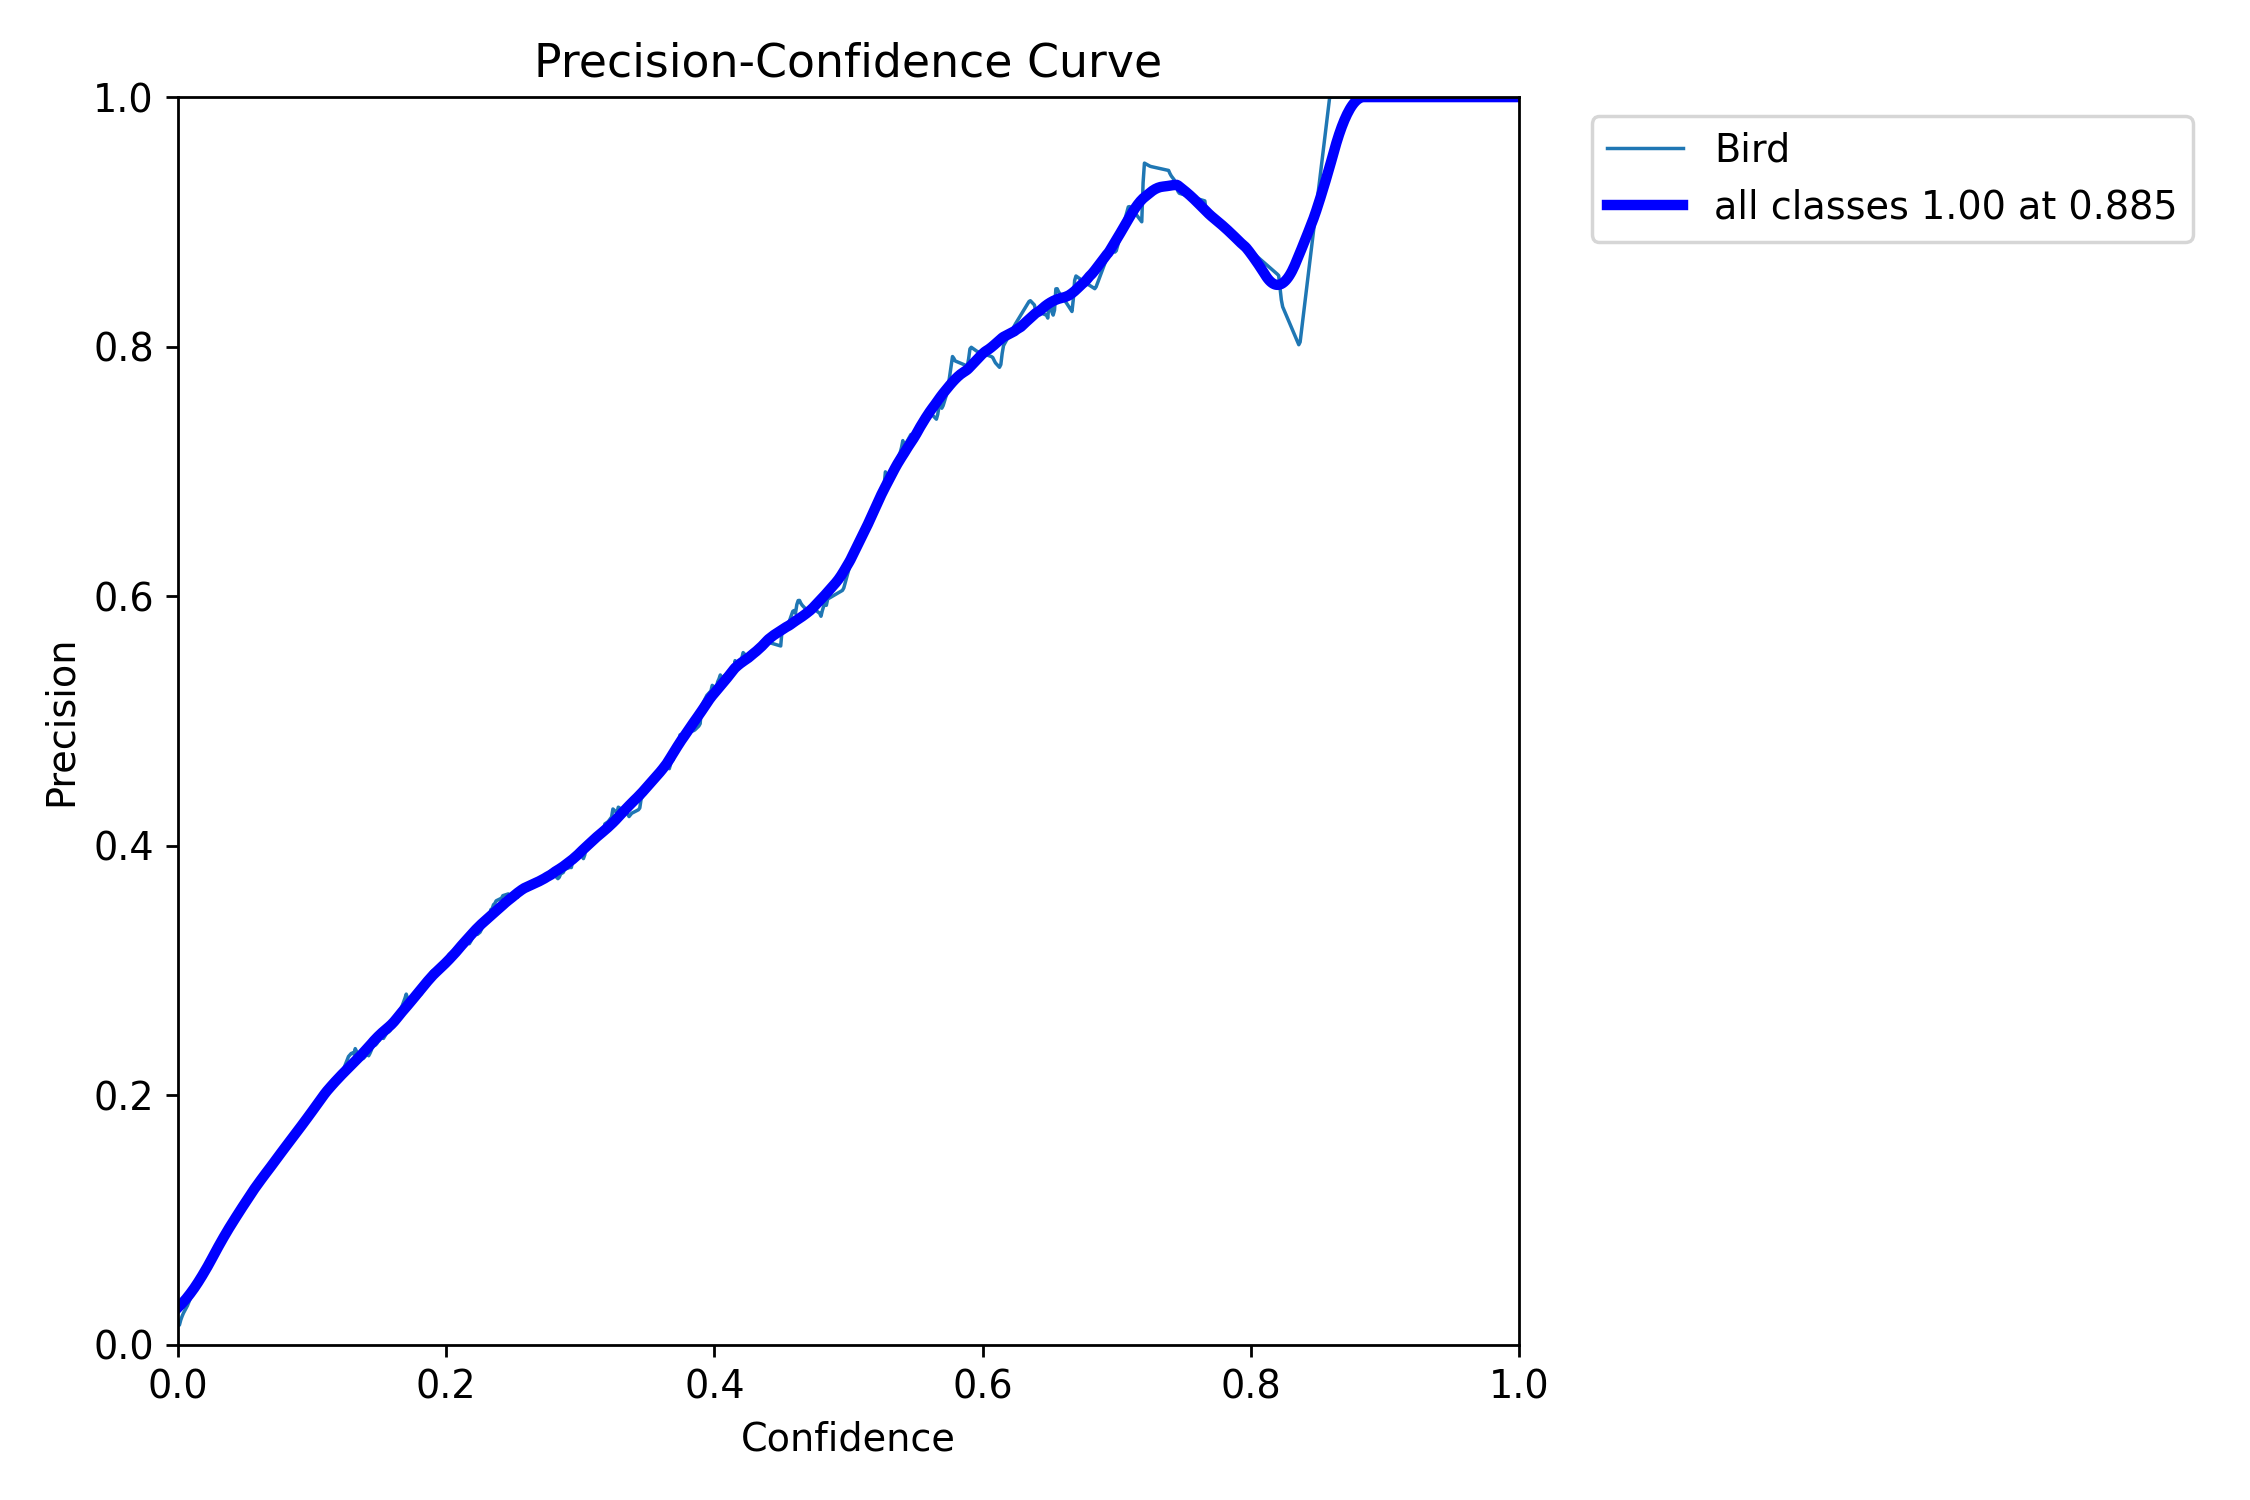 Precision-Confidence Curve
1.0
0.8
0.6
0.4
0.2
0.0
Precision
0.0 0.2 0.4 0.6 0.8 1.0
Confidence
Bird
all classes 1.00 at 0.885